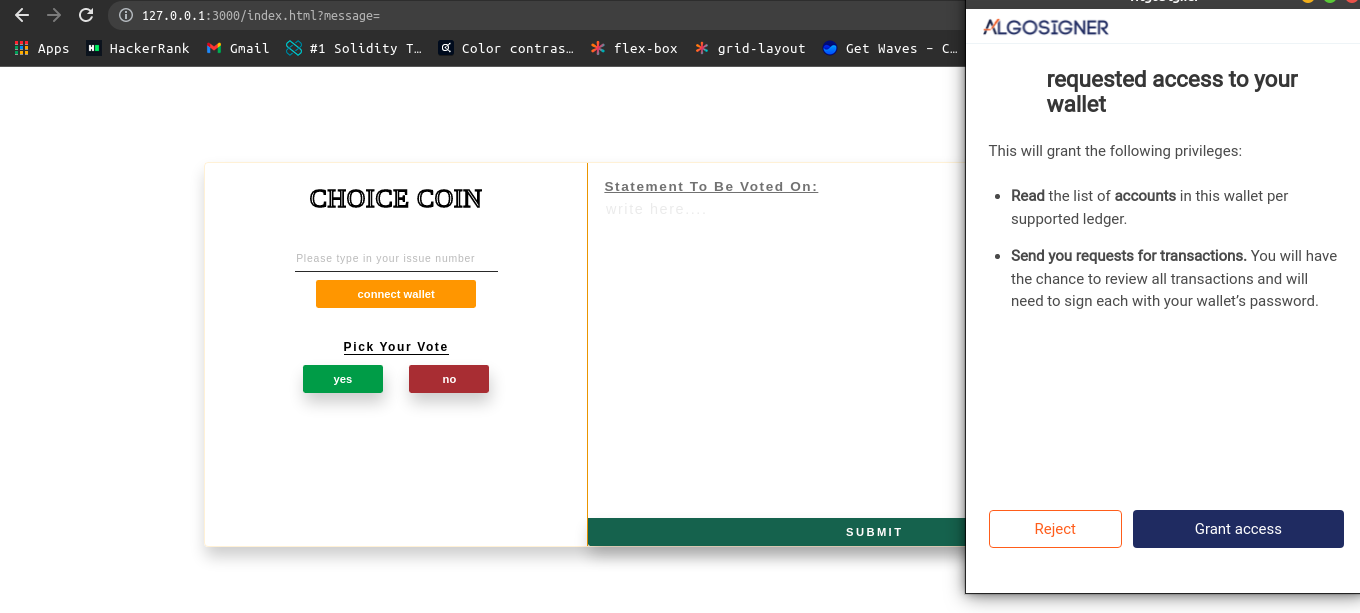 127.0.0.1:3000/index.html?message=
Apps HackerRank Gmail #1 Solidity T… Color contras… flex-box grid-layout Get Waves – C…
CHOICE COIN
Please type in your issue number
connect wallet
Pick Your Vote
yes no
Statement To Be Voted On:
write here....
SUBMIT
ALGOSIGNER
requested access to your
wallet
This will grant the following privileges:
• Read the list of accounts in this wallet per
supported ledger.
• Send you requests for transactions. You will have
the chance to review all transactions and will
need to sign each with your wallet’s password.
Reject Grant access